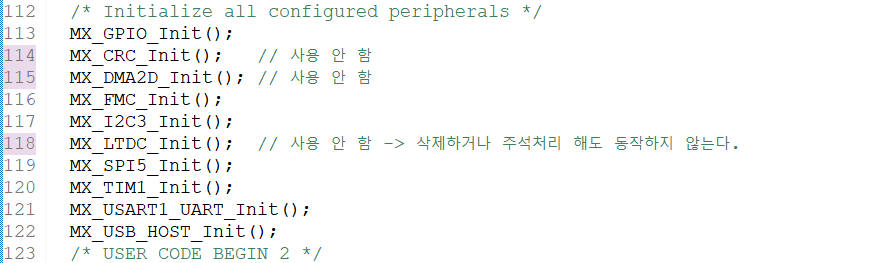 112 /* Initialize all configured peripherals */
113 MX_GPIO_Init();
114 MX_CRC_Init(); // 사용 안 함
115 MX_DMA2D_Init(); // 사용 안 함
116 MX_FMC_Init();
117 MX_I2C3_Init();
118 MX_LTDC_Init(); // 사용 안 함 -> 삭제하거나 주석처리 해도 동작하지 않는다.
119 MX_SPI5_Init();
120 MX_TIM1_Init();
121 MX_USART1_UART_Init();
122 MX_USB_HOST_Init();
123 /* USER CODE BEGIN 2 */